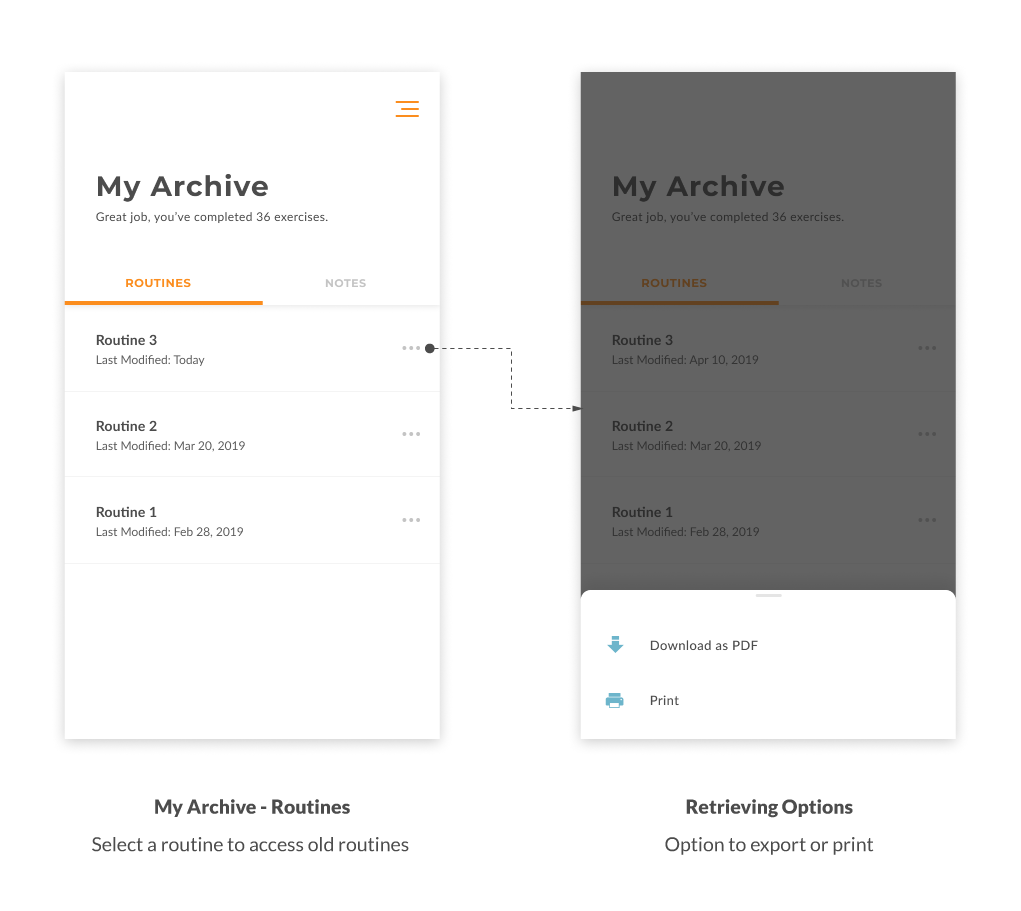 My Archive
Great job, you've completed 36 exercises.
ROUTINES
NOTES
Routine 3
Last Modified: Today
Routine 2
Last Modified: Mar 20, 2019
Routine 1
Last Modified: Feb 28, 2019
My Archive - Routines
Select a routine to access old routines
My Archive
Great job, you've completed 36 exercises.
ROUTINES
NOTES
Routine 3
Last Modified: Apr 10, 2019
Routine 2
Last Modified: Mar 20, 2019
Routine 1
Last Modified: Feb 28, 2019
Download as PDF
Print
Retrieving Options
Option to export or print